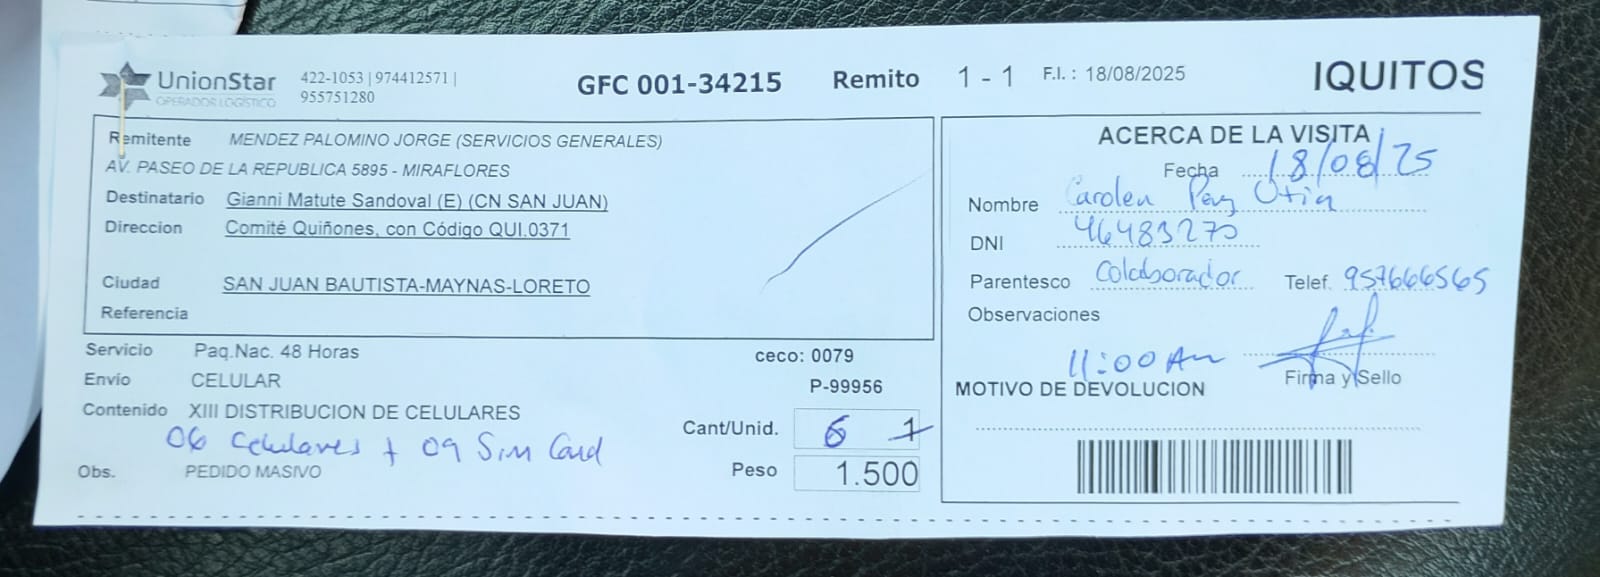 UnionStar
OPERADOR LOGÍSTICO
422-1053 | 974412571 |
955751280
GFC 001-34215
Remito 1 - 1
F.I. : 18/08/2025
IQUITOS
Remitente MENDEZ PALOMINO JORGE (SERVICIOS GENERALES)
AV. PASEO DE LA REPUBLICA 5895 - MIRAFLORES
Destinatario Gianni Matute Sandoval (E) (CN SAN JUAN)
Direccion Comité Quiñones, con Código QUI.0371
Ciudad SAN JUAN BAUTISTA-MAYNAS-LORETO
Referencia
Servicio Paq.Nac. 48 Horas
ceco: 0079
Envío CELULAR
P-99956
Contenido XIII DISTRIBUCION DE CELULARES
06 Celulares + 09 Sim Card
Cant/Unid. 6 1
Obs. PEDIDO MASIVO
Peso 1.500
ACERCA DE LA VISITA
Fecha 18/08/25
Nombre Carolen Paz
DNI 46483270
Parentesco Colaborador Telef. 957666565
Observaciones
11:00 Am
Firma y Sello
MOTIVO DE DEVOLUCION